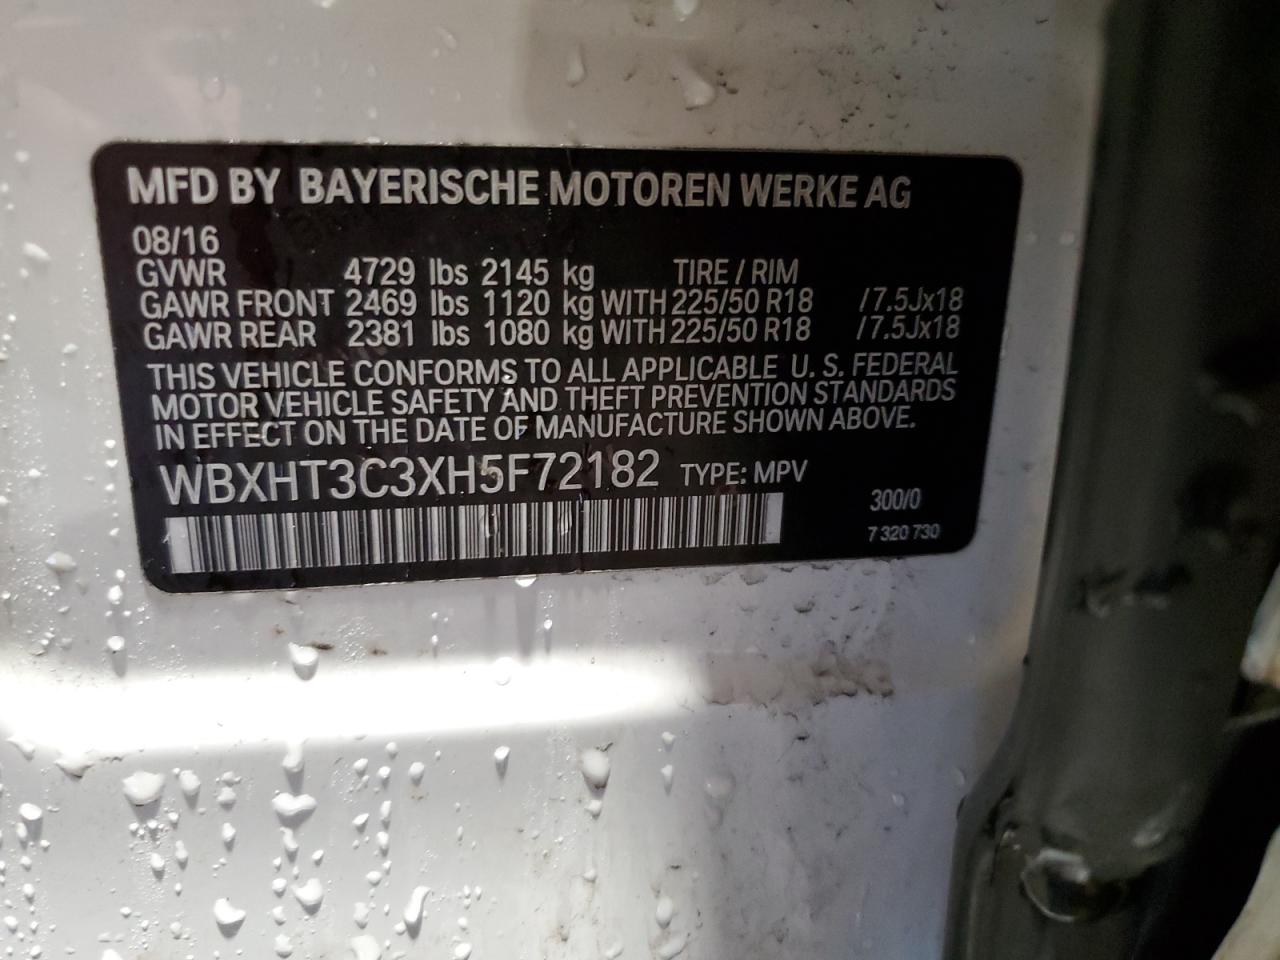 MFD BY BAYERISCHE MOTOREN WERKE AG
08/16
GVWR 4729 lbs 2145 kg TIRE / RIM
GAWR FRONT 2469 lbs 1120 kg WITH 225/50 R18 /7.5Jx18
GAWR REAR 2381 lbs 1080 kg WITH 225/50 R18 /7.5Jx18
THIS VEHICLE CONFORMS TO ALL APPLICABLE U. S. FEDERAL
MOTOR VEHICLE SAFETY AND THEFT PREVENTION STANDARDS
IN EFFECT ON THE DATE OF MANUFACTURE SHOWN ABOVE.
WBXHT3C3XH5F72182 TYPE: MPV
300/0
7 320 730